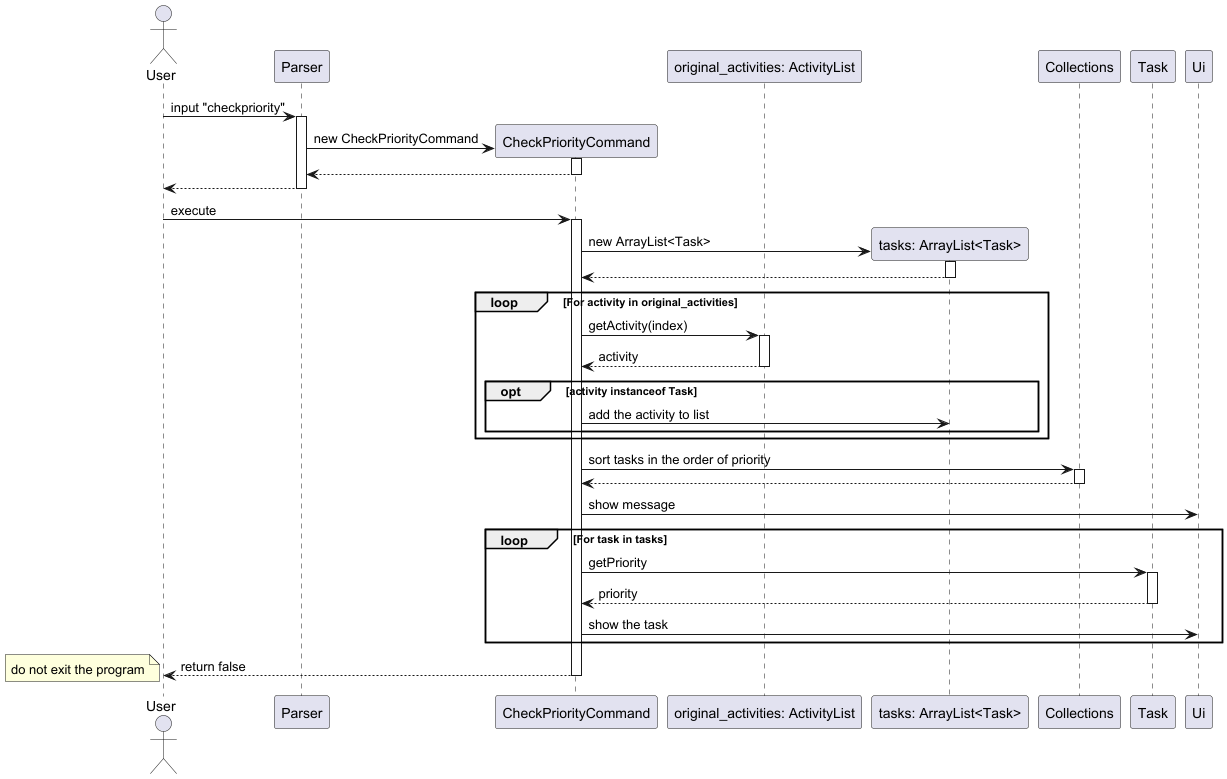 User
Parser
original_activities: ActivityList
Collections
Task
Ui
input "checkpriority"
new CheckPriorityCommand
CheckPriorityCommand
execute
new ArrayList<Task>
tasks: ArrayList<Task>
loop
[For activity in original_activities]
getActivity(index)
activity
opt
[activity instanceof Task]
add the activity to list
sort tasks in the order of priority
show message
loop
[For task in tasks]
getPriority
priority
show the task
do not exit the program
return false
User
Parser
CheckPriorityCommand
original_activities: ActivityList
tasks: ArrayList<Task>
Collections
Task
Ui